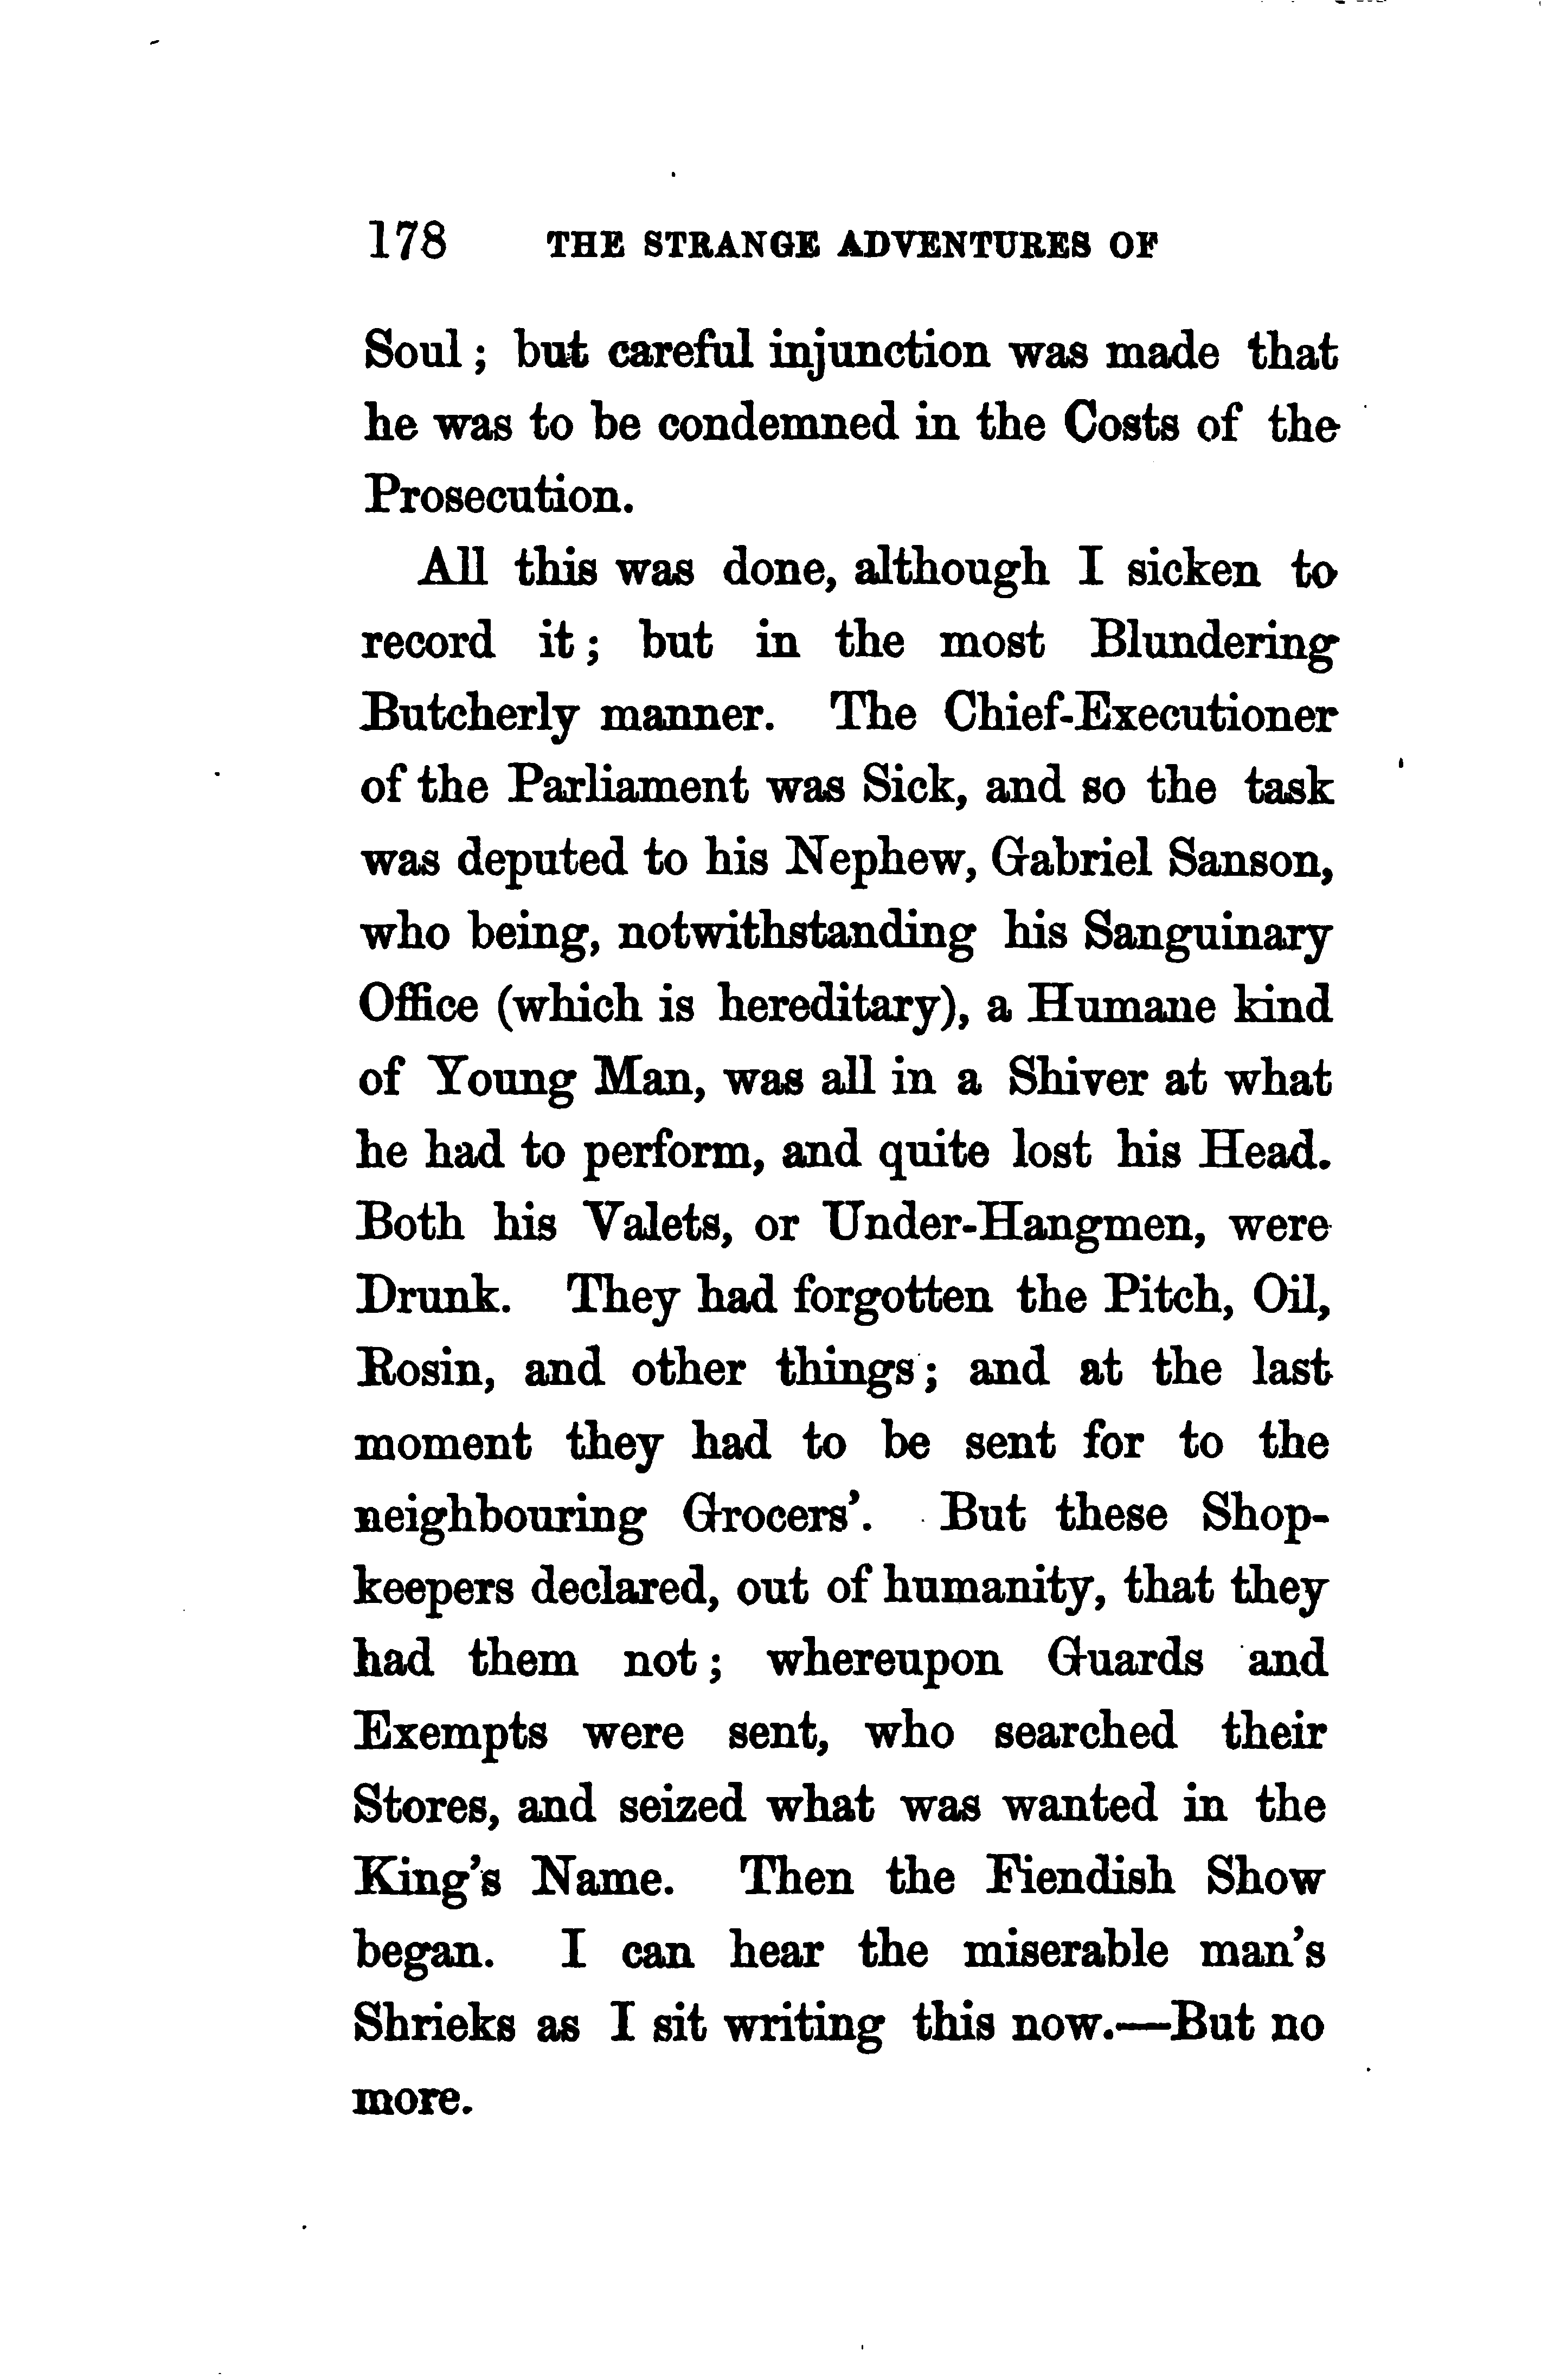 178 THE STRANGE ADVENTURES OF
Soul; but careful injunction was made that
he was to be condemned in the Costs of the
Prosecution.
All this was done, although I sicken to
record it; but in the most Blundering
Butcherly manner. The Chief-Executioner
of the Parliament was Sick, and so the task
was deputed to his Nephew, Gabriel Sanson,
who being, notwithstanding his Sanguinary
Office (which is hereditary), a Humane kind
of Young Man, was all in a Shiver at what
he had to perform, and quite lost his Head.
Both his Valets, or Under-Hangmen, were
Drunk. They had forgotten the Pitch, Oil,
Rosin, and other things; and at the last
moment they had to be sent for to the
neighbouring Grocers'. But these Shop-
keepers declared, out of humanity, that they
had them not; whereupon Guards and
Exempts were sent, who searched their
Stores, and seized what was wanted in the
King's Name. Then the Fiendish Show
began. I can hear the miserable man's
Shrieks as I sit writing this now.—But no
more.